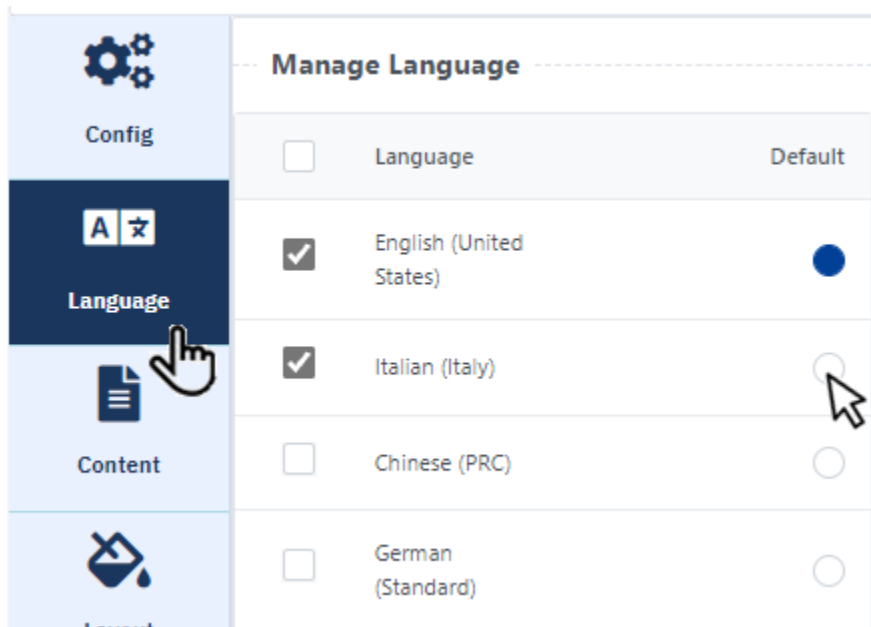 Config
Manage Language
Language
Default
A 文
Language
English (United
States)
Italian (Italy)
Content
Chinese (PRC)
German
(Standard)